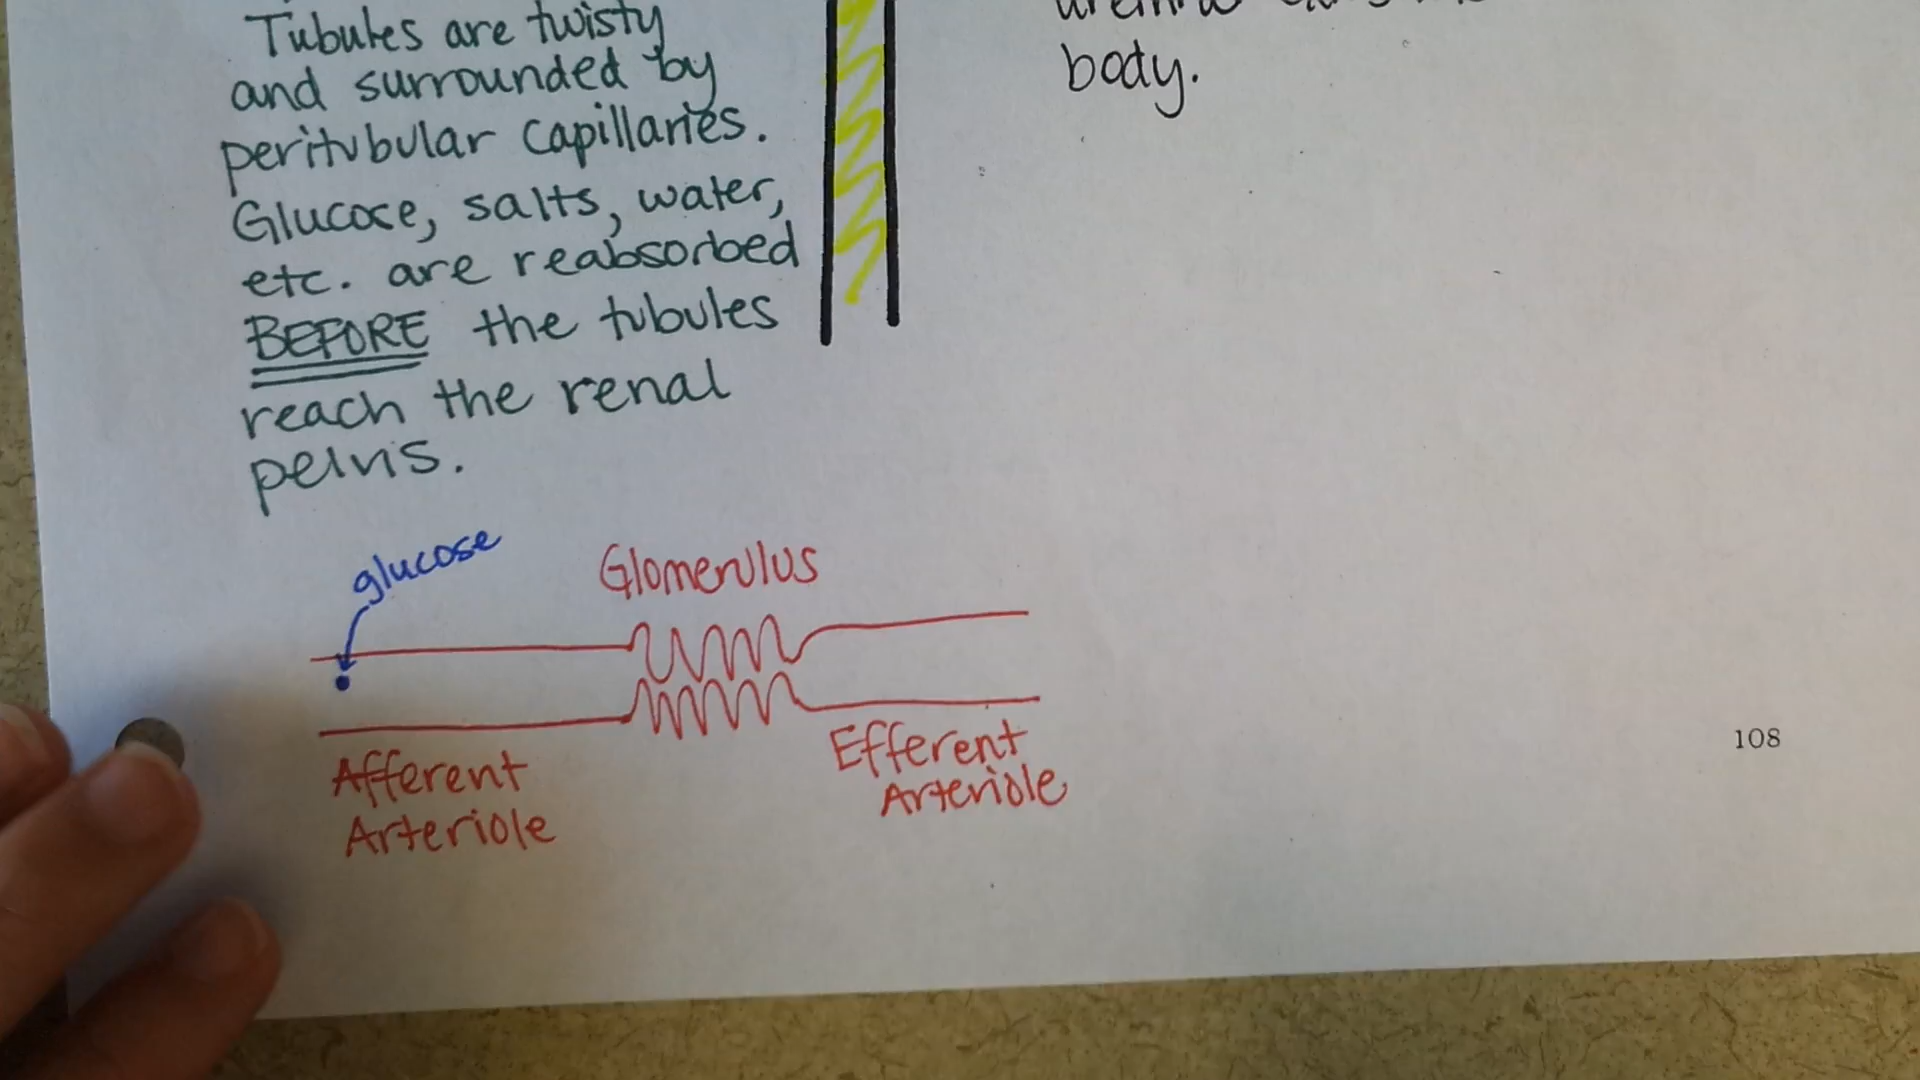 Tubules are twisty
and surrounded by
peritubular capillaries.
Glucose, salts, water,
etc. are reabsorbed
BEFORE the tubules
reach the renal
pelvis.
body.
glucose
Glomerulus
Afferent
Arteriole
Efferent
Arteriole
108